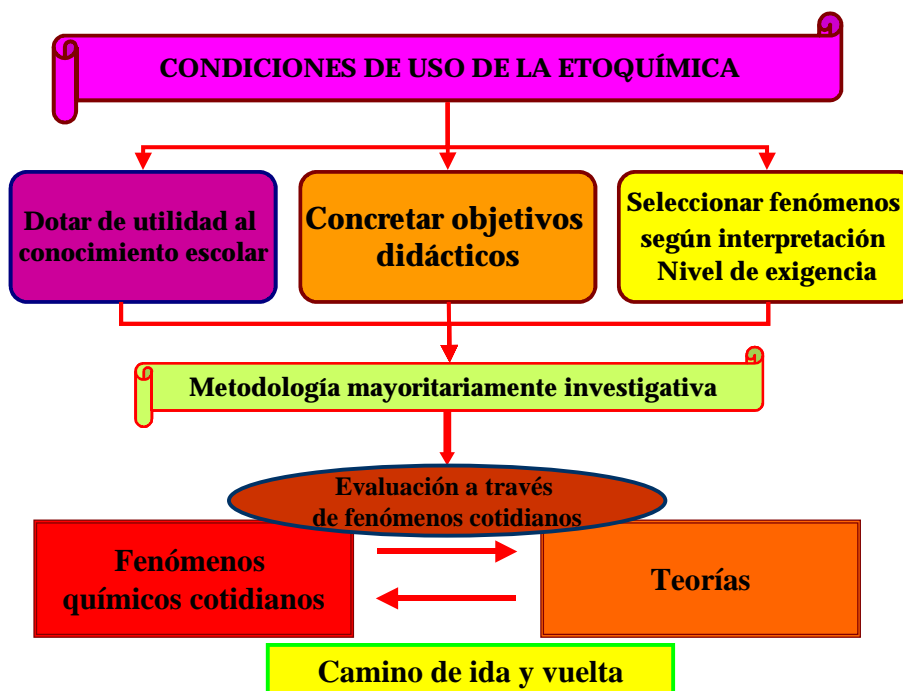 CONDICIONES DE USO DE LA ETOQUÍMICA
Dotar de utilidad al
conocimiento escolar
Concretar objetivos
didácticos
Seleccionar fenómenos
según interpretación
Nivel de exigencia
Metodología mayoritariamente investigativa
Evaluación a través
de fenómenos cotidianos
Fenómenos
químicos cotidianos
Teorías
Camino de ida y vuelta